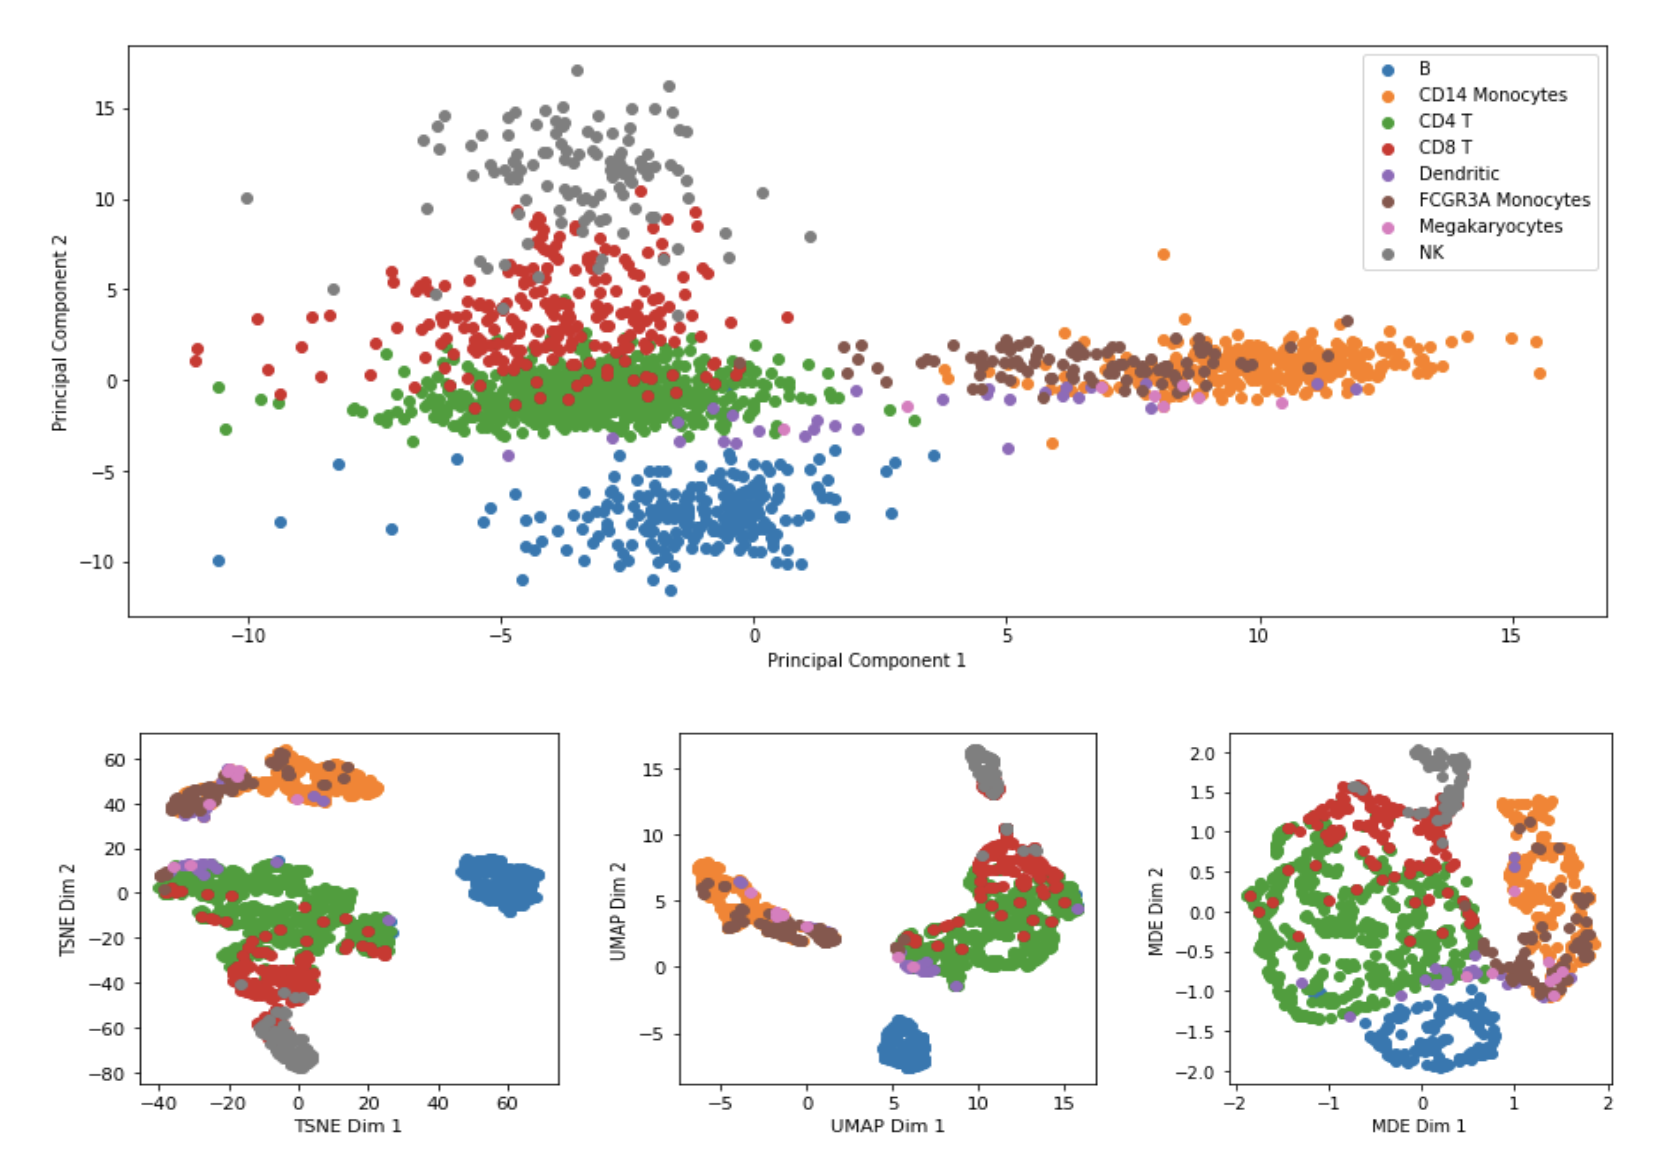 15
10
5
0
−5
−10
Principal Component 2
B
CD14 Monocytes
CD4 T
CD8 T
Dendritic
FCGR3A Monocytes
Megakaryocytes
NK
−10 −5 0 5 10 15
Principal Component 1
60
40
20
0
−20
−40
−60
−80
TSNE Dim 2
−40 −20 0 20 40 60
TSNE Dim 1
15
10
5
0
−5
UMAP Dim 2
−5 0 5 10 15
UMAP Dim 1
2.0
1.5
1.0
0.5
0.0
−0.5
−1.0
−1.5
−2.0
MDE Dim 2
−2 −1 0 1 2
MDE Dim 1